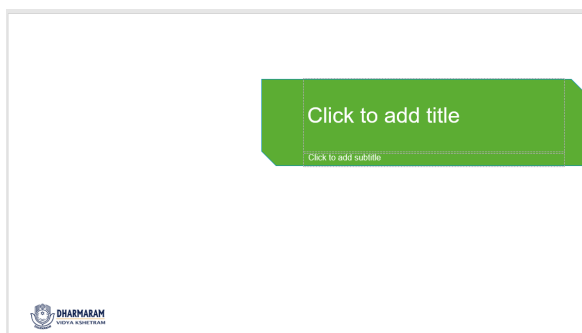 Click to add title
Click to add subtitle
DHARMARAM
VIDYA KSHETRAM